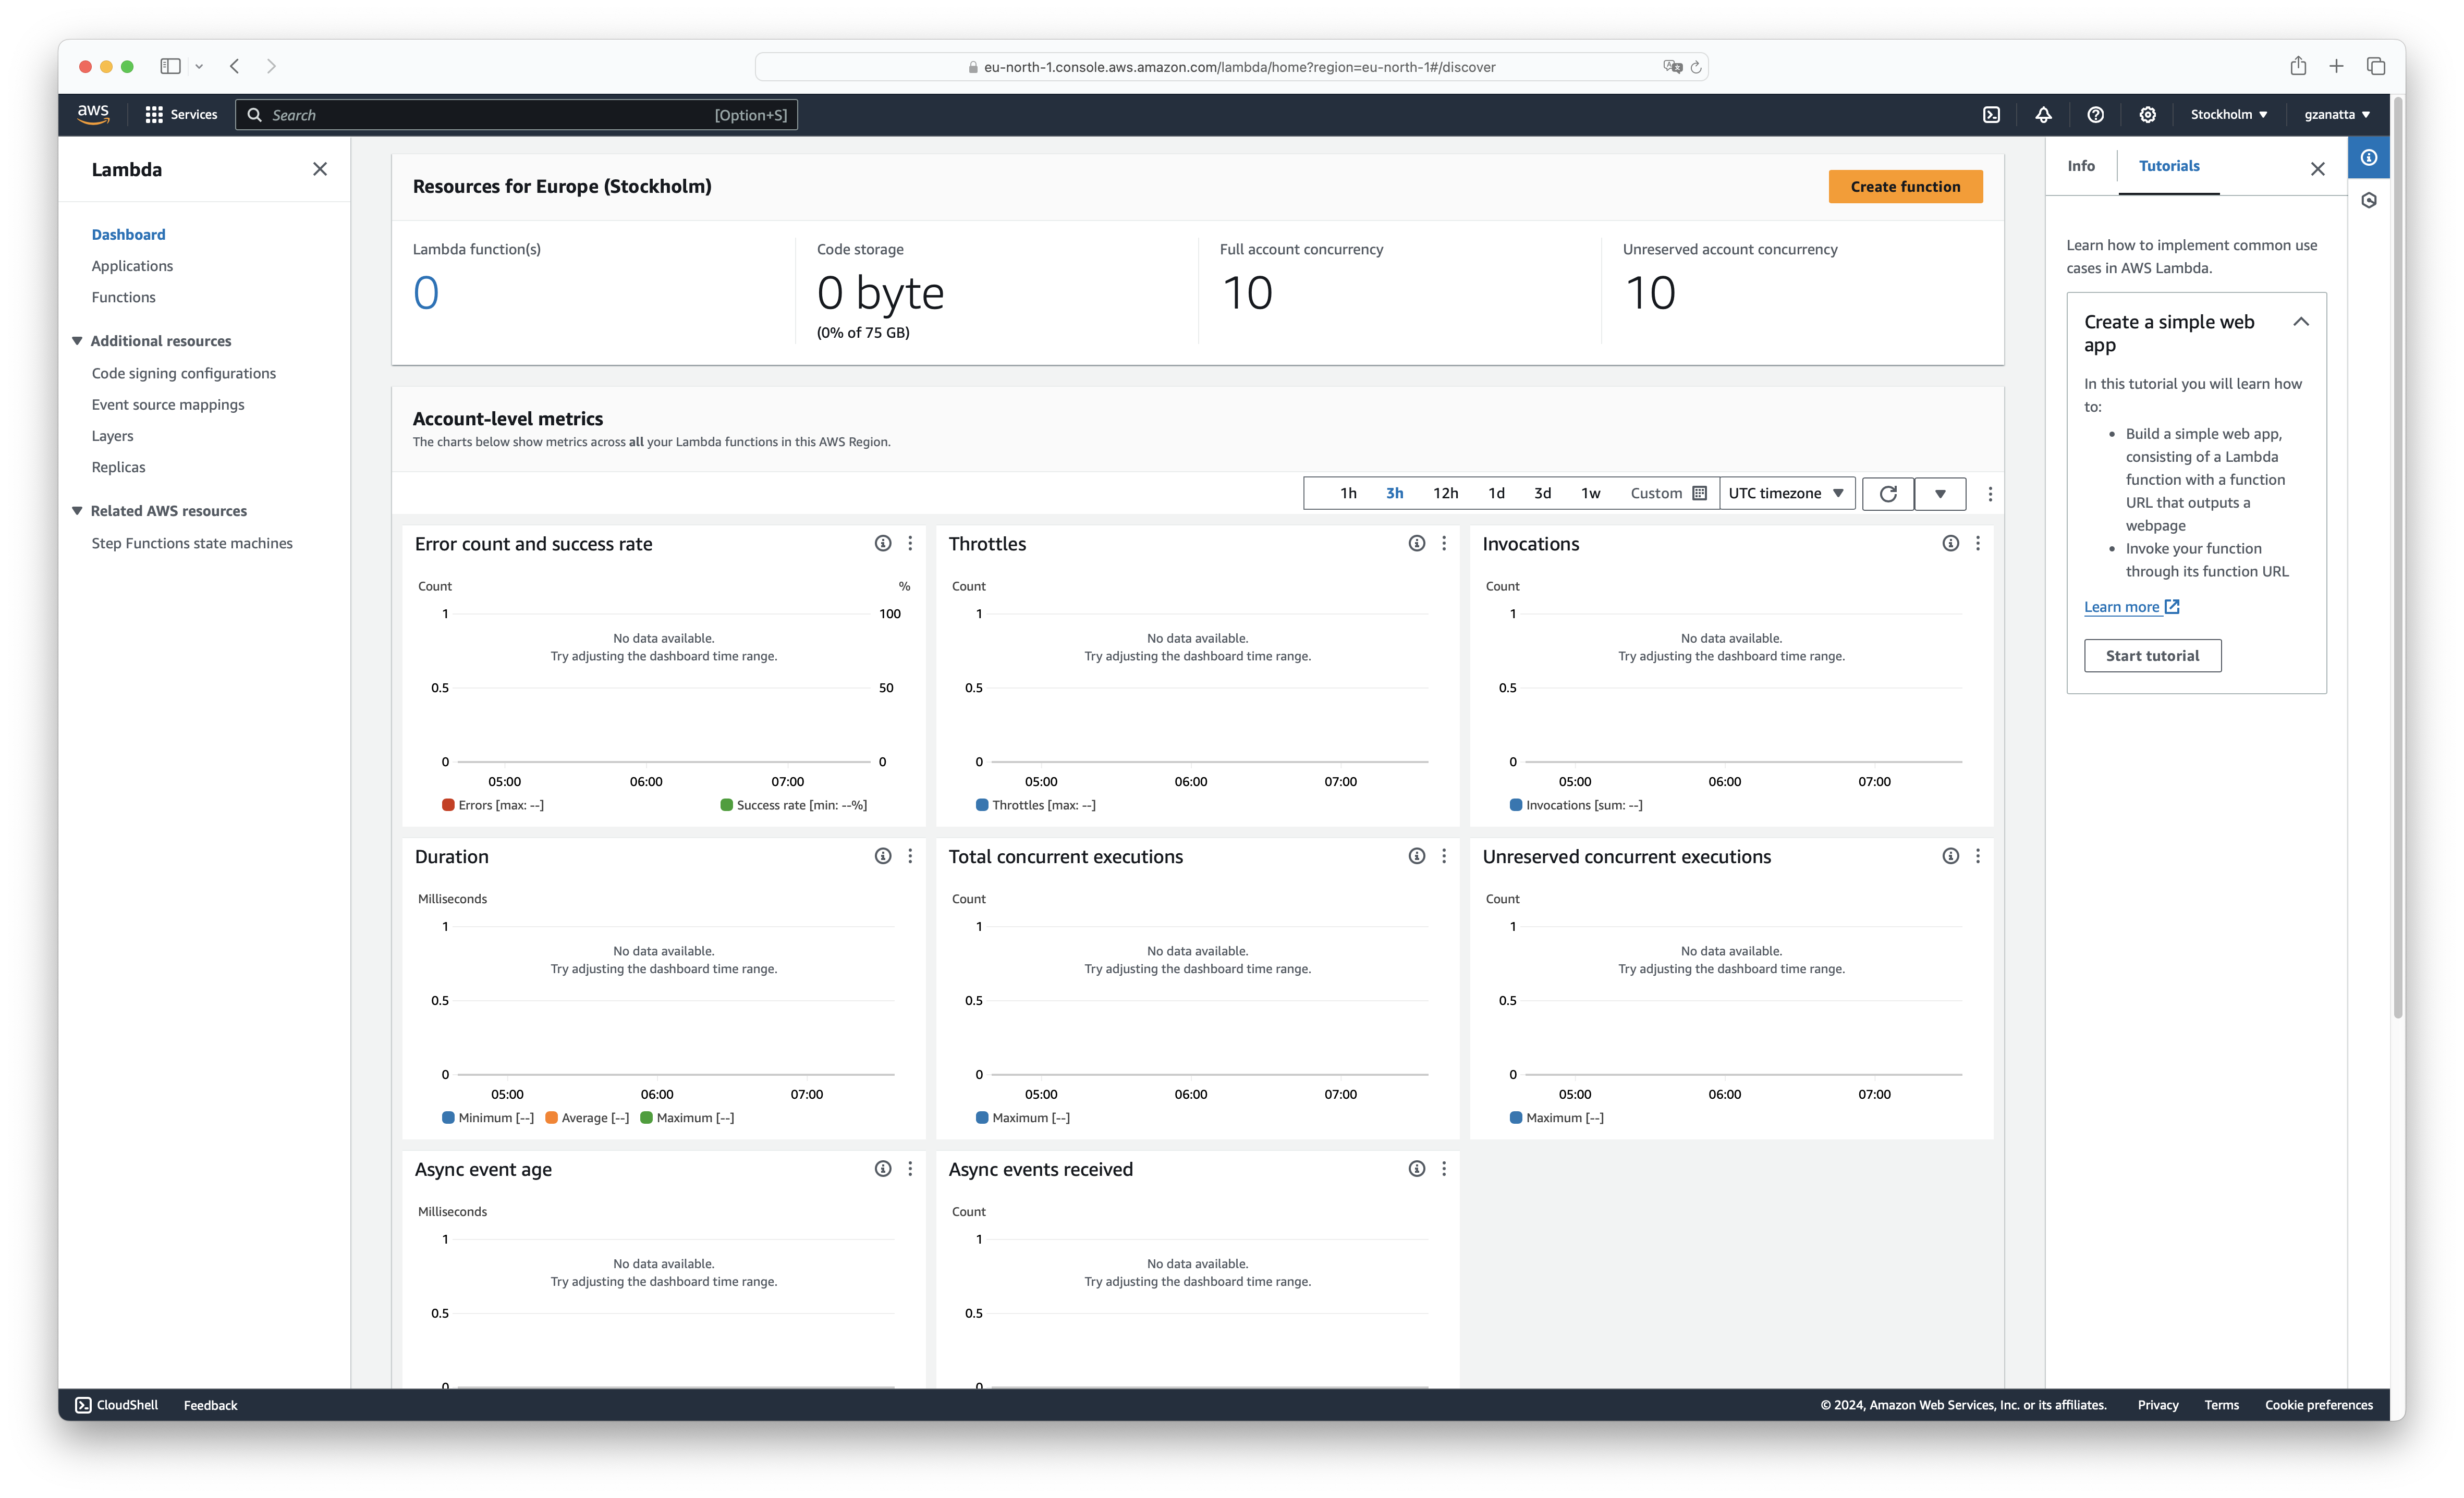 eu-north-1.console.aws.amazon.com/lambda/home?region=eu-north-1#/discover
aws
Services
Search
[Option+S]
Stockholm
gzanatta
Lambda
Dashboard
Applications
Functions
Additional resources
Code signing configurations
Event source mappings
Layers
Replicas
Related AWS resources
Step Functions state machines
Resources for Europe (Stockholm)
Create function
Lambda function(s)
0
Code storage
0 byte
(0% of 75 GB)
Full account concurrency
10
Unreserved account concurrency
10
Account-level metrics
The charts below show metrics across all your Lambda functions in this AWS Region.
1h 3h 12h 1d 3d 1w Custom UTC timezone
Error count and success rate
Count %
1 100
No data available.
Try adjusting the dashboard time range.
0.5 50
0 0
05:00 06:00 07:00
Errors [max: --] Success rate [min: --%]
Throttles
Count
1
No data available.
Try adjusting the dashboard time range.
0.5
0
05:00 06:00 07:00
Throttles [max: --]
Invocations
Count
1
No data available.
Try adjusting the dashboard time range.
0.5
0
05:00 06:00 07:00
Invocations [sum: --]
Duration
Milliseconds
1
No data available.
Try adjusting the dashboard time range.
0.5
0
05:00 06:00 07:00
Minimum [--] Average [--] Maximum [--]
Total concurrent executions
Count
1
No data available.
Try adjusting the dashboard time range.
0.5
0
05:00 06:00 07:00
Maximum [--]
Unreserved concurrent executions
Count
1
No data available.
Try adjusting the dashboard time range.
0.5
0
05:00 06:00 07:00
Maximum [--]
Async event age
Milliseconds
1
No data available.
Try adjusting the dashboard time range.
0.5
0
Async events received
Count
1
No data available.
Try adjusting the dashboard time range.
0.5
0
Info
Tutorials
Learn how to implement common use
cases in AWS Lambda.
Create a simple web
app
In this tutorial you will learn how
to:
• Build a simple web app,
consisting of a Lambda
function with a function
URL that outputs a
webpage
• Invoke your function
through its function URL
Learn more
Start tutorial
CloudShell
Feedback
© 2024, Amazon Web Services, Inc. or its affiliates.
Privacy
Terms
Cookie preferences